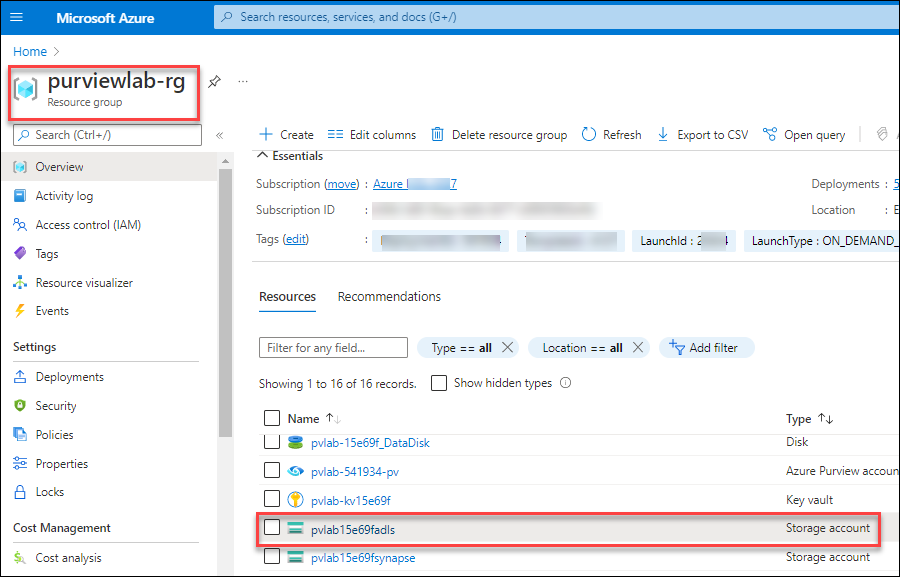 Microsoft Azure
Search resources, services, and docs (G+/)
Home >
purviewlab-rg
Resource group
Search (Ctrl+/)
«
Create
Edit columns
Delete resource group
Refresh
Export to CSV
Open query
Overview
Activity log
Access control (IAM)
Tags
Resource visualizer
Events
Settings
Deployments
Security
Policies
Properties
Locks
Cost Management
Cost analysis
Essentials
Subscription (move) : Azure 7
Deployments : 5
Subscription ID :
Location : E
Tags (edit) :
LaunchId : 2 4
LaunchType : ON_DEMAND_
Resources
Recommendations
Filter for any field...
Type == all
Location == all
Add filter
Showing 1 to 16 of 16 records.
Show hidden types
Name ↑↓
Type ↑↓
pvlab-15e69f_DataDisk
Disk
pvlab-541934-pv
Azure Purview accoun
pvlab-kv15e69f
Key vault
pvlab15e69fadls
Storage account
pvlab15e69fsynapse
Storage account